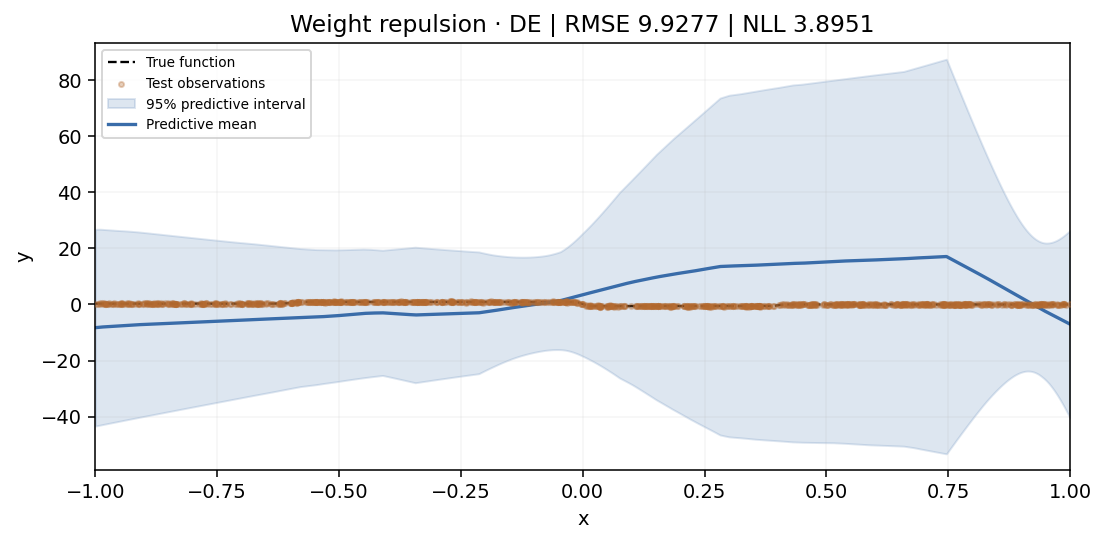 Weight repulsion · DE | RMSE 9.9277 | NLL 3.8951
True function
Test observations
95% predictive interval
Predictive mean
80
60
40
20
0
−20
−40
y
−1.00 −0.75 −0.50 −0.25 0.00 0.25 0.50 0.75 1.00
x